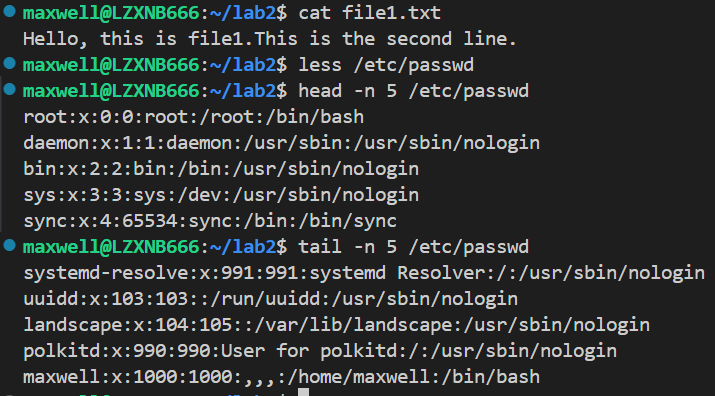 maxwell@LZXNB666:~/lab2$ cat file1.txt
Hello, this is file1.This is the second line.
maxwell@LZXNB666:~/lab2$ less /etc/passwd
maxwell@LZXNB666:~/lab2$ head -n 5 /etc/passwd
root:x:0:0:root:/root:/bin/bash
daemon:x:1:1:daemon:/usr/sbin:/usr/sbin/nologin
bin:x:2:2:bin:/bin:/usr/sbin/nologin
sys:x:3:3:sys:/dev:/usr/sbin/nologin
sync:x:4:65534:sync:/bin:/bin/sync
maxwell@LZXNB666:~/lab2$ tail -n 5 /etc/passwd
systemd-resolve:x:991:991:systemd Resolver:/:/usr/sbin/nologin
uuidd:x:103:103::/run/uuidd:/usr/sbin/nologin
landscape:x:104:105::/var/lib/landscape:/usr/sbin/nologin
polkitd:x:990:990:User for polkitd:/:/usr/sbin/nologin
maxwell:x:1000:1000:,,,:/home/maxwell:/bin/bash